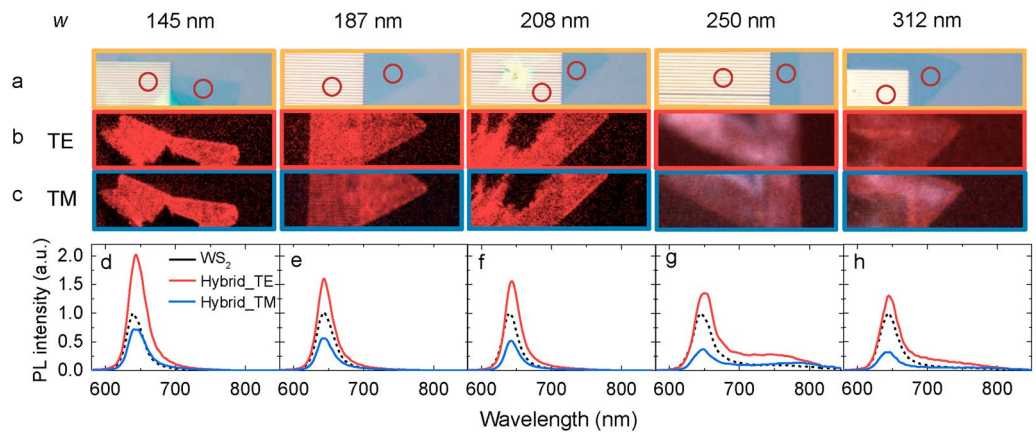 w 145 nm 187 nm 208 nm 250 nm 312 nm
a
b TE
c TM
d e f g h
WS₂
Hybrid_TE
Hybrid_TM
PL intensity (a.u.)
2.0
1.5
1.0
0.5
0.0
600 700 800 600 700 800 600 700 800 600 700 800 600 700 800
Wavelength (nm)